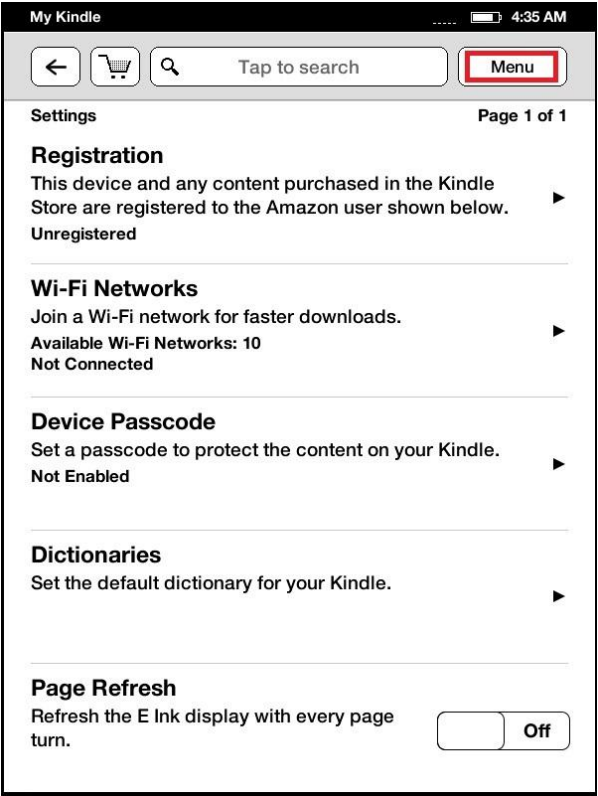 My Kindle 4:35 AM
Tap to search Menu
Settings Page 1 of 1
Registration
This device and any content purchased in the Kindle
Store are registered to the Amazon user shown below.
Unregistered
Wi-Fi Networks
Join a Wi-Fi network for faster downloads.
Available Wi-Fi Networks: 10
Not Connected
Device Passcode
Set a passcode to protect the content on your Kindle.
Not Enabled
Dictionaries
Set the default dictionary for your Kindle.
Page Refresh
Refresh the E Ink display with every page
turn.
Off